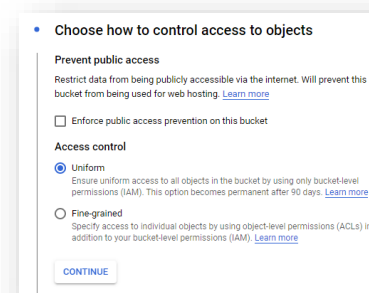 Choose how to control access to objects
Prevent public access
Restrict data from being publicly accessible via the internet. Will prevent this
bucket from being used for web hosting. Learn more
Enforce public access prevention on this bucket
Access control
Uniform
Ensure uniform access to all objects in the bucket by using only bucket-level
permissions (IAM). This option becomes permanent after 90 days. Learn more
Fine-grained
Specify access to individual objects by using object-level permissions (ACLs) in
addition to your bucket-level permissions (IAM). Learn more
CONTINUE